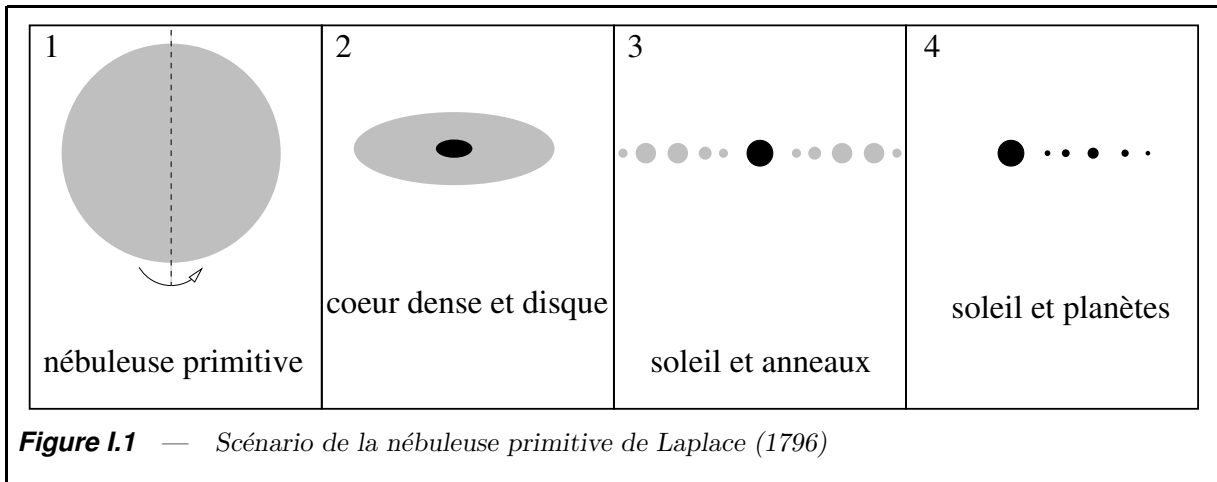 1
nébuleuse primitive
2
coeur dense et disque
3
soleil et anneaux
4
soleil et planètes
Figure I.1 — Scénario de la nébuleuse primitive de Laplace (1796)